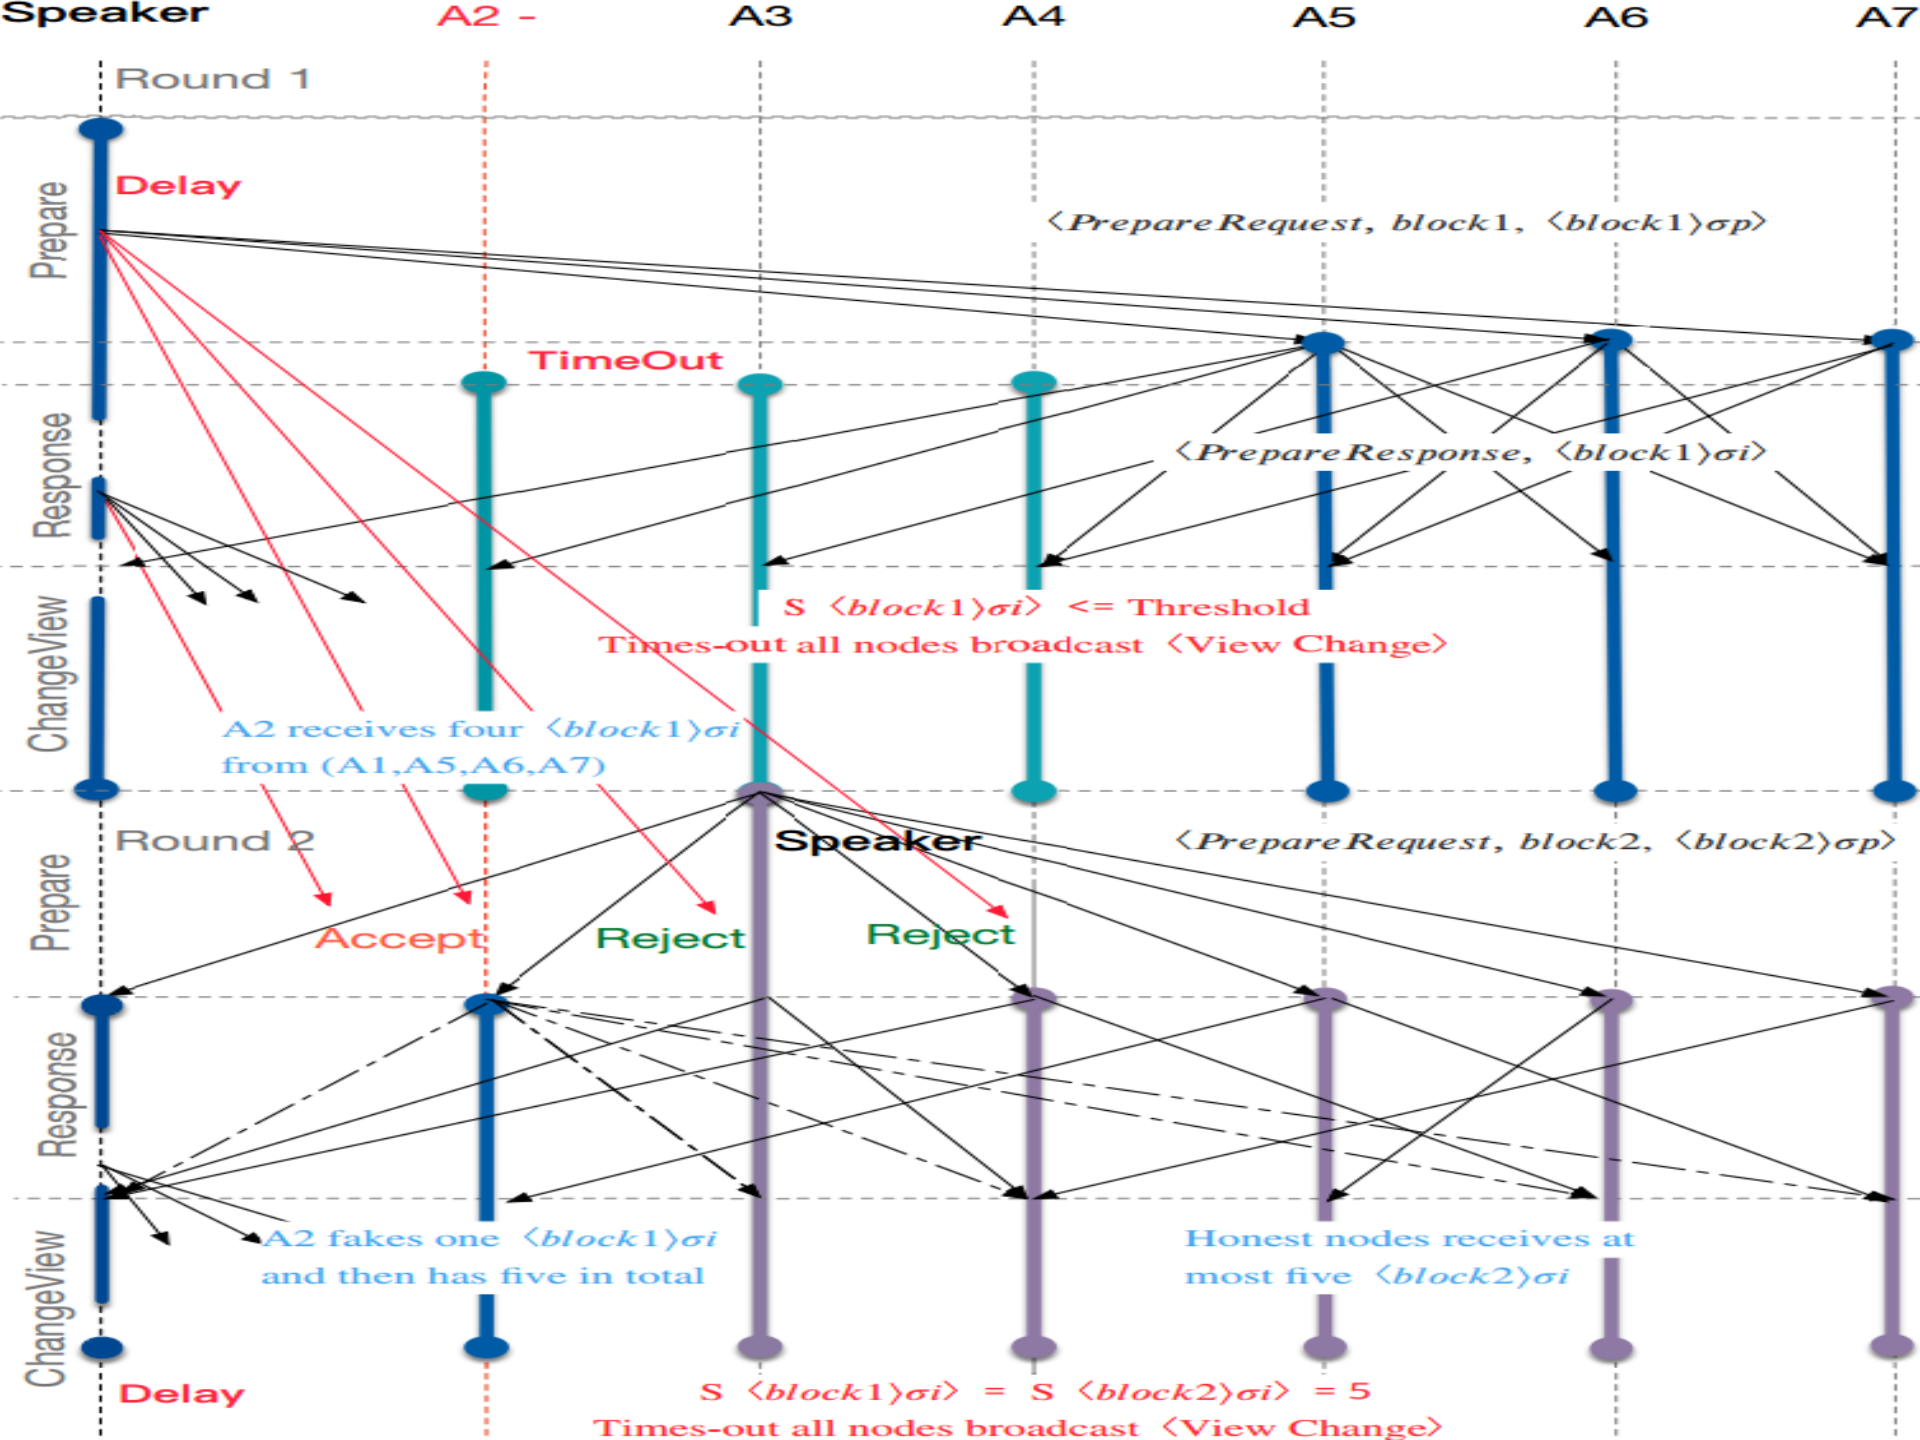 Speaker A2 - A3 A4 A5 A6 A7
Round 1
Delay
Prepare
⟨PrepareRequest, block1, ⟨block1⟩σp⟩
TimeOut
Response
⟨PrepareResponse, ⟨block1⟩σi⟩
ChangeView
S ⟨block1⟩σi⟩ <= Threshold
Times-out all nodes broadcast ⟨View Change⟩
A2 receives four ⟨block1⟩σi
from (A1,A5,A6,A7)
Round 2
Speaker
⟨PrepareRequest, block2, ⟨block2⟩σp⟩
Prepare
Accept
Reject
Reject
Response
ChangeView
A2 fakes one ⟨block1⟩σi
and then has five in total
Honest nodes receives at
most five ⟨block2⟩σi
Delay
S ⟨block1⟩σi⟩ = S ⟨block2⟩σi⟩ = 5
Times-out all nodes broadcast ⟨View Change⟩